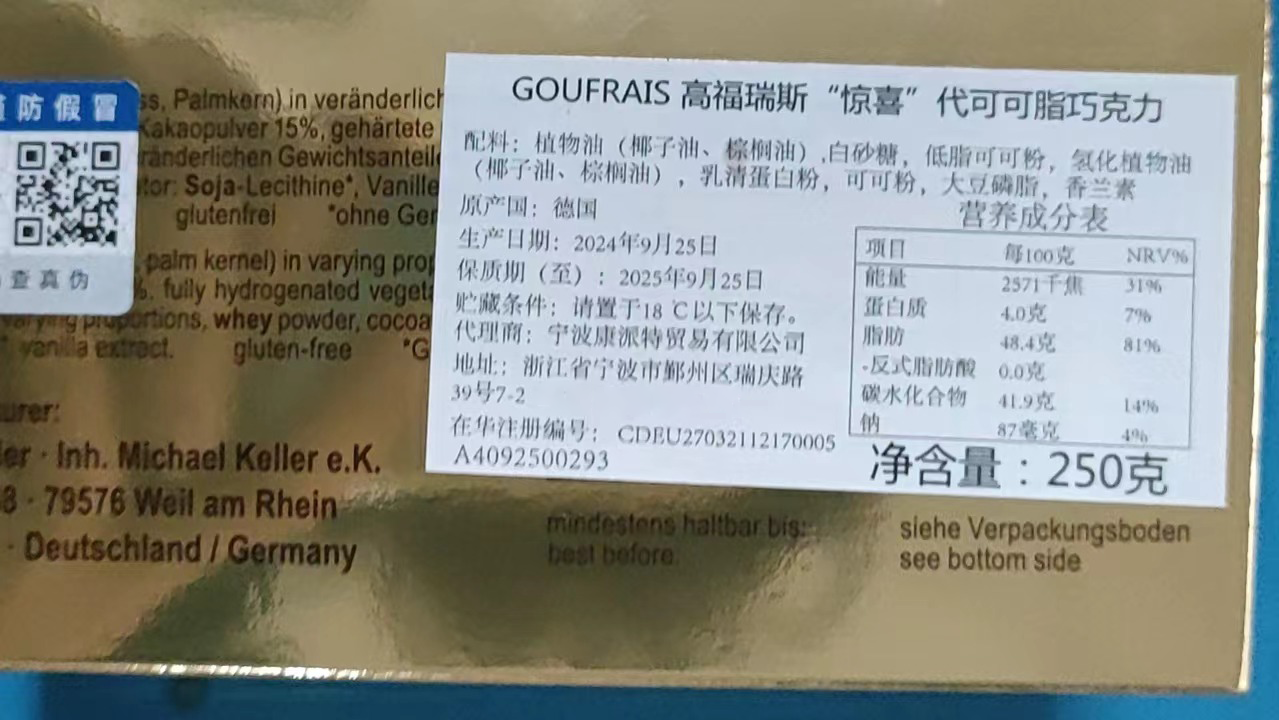 防假冒
查真伪
ss, Palmkern) in veränderlich
Kakaopulver 15%, gehärtete
ränderlichen Gewichtsanteile
tor: Soja-Lecithine*, Vanille
glutenfrei *ohne Gen
palm kernel) in varying prop
%. fully hydrogenated vegeta
varying proportions, whey powder, cocoa
vanilla extract. gluten-free *G
urer:
er · Inh. Michael Keller e.K.
8 · 79576 Weil am Rhein
· Deutschland / Germany
GOUFRAIS 高福瑞斯“惊喜”代可可脂巧克力
配料：植物油（椰子油、棕榈油）,白砂糖，低脂可可粉，氢化植物油
（椰子油、棕榈油），乳清蛋白粉，可可粉，大豆磷脂，香兰素
原产国：德国
生产日期：2024年9月25日
保质期（至）：2025年9月25日
贮藏条件：请置于18℃以下保存。
代理商：宁波康派特贸易有限公司
地址：浙江省宁波市鄞州区瑞庆路
39号7-2
在华注册编号：CDEU27032112170005
A4092500293
营养成分表
项目 每100克 NRV%
能量 2571千焦 31%
蛋白质 4.0克 7%
脂肪 48.4克 81%
-反式脂肪酸 0.0克
碳水化合物 41.9克 14%
钠 87毫克 4%
净含量：250克
mindestens haltbar bis:
best before:
siehe Verpackungsboden
see bottom side